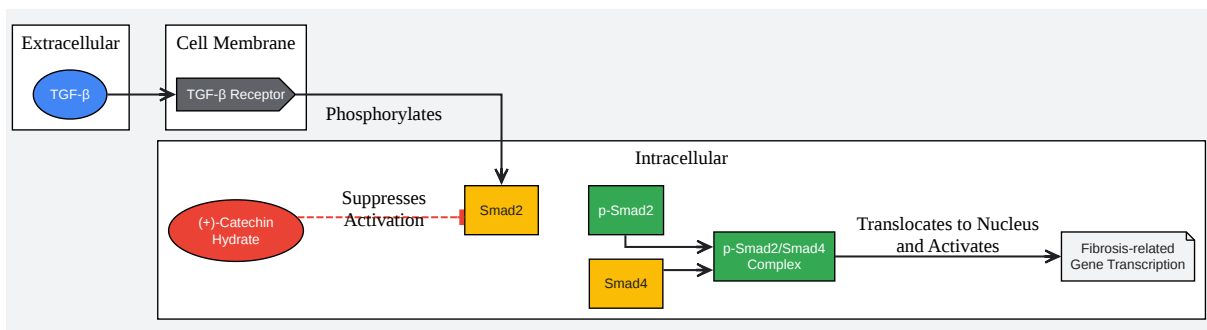 Extracellular
TGF-β
Cell Membrane
TGF-β Receptor
Phosphorylates
Intracellular
(+)-Catechin
Hydrate
Suppresses
Activation
Smad2
p-Smad2
Smad4
p-Smad2/Smad4
Complex
Translocates to Nucleus
and Activates
Fibrosis-related
Gene Transcription